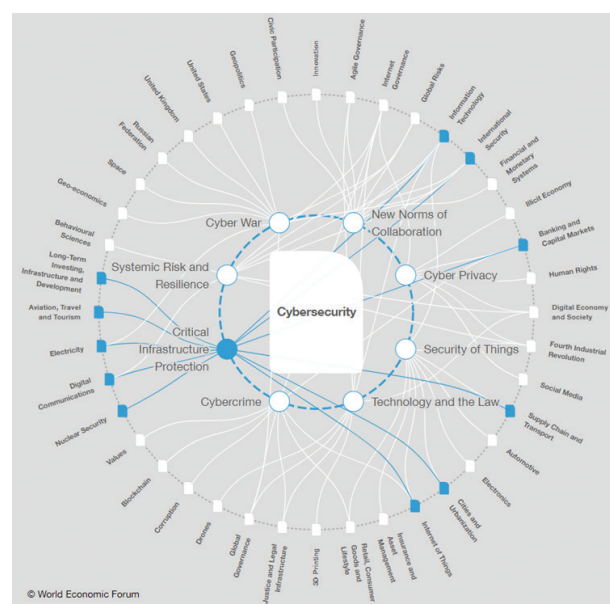 Civic Participation
Innovation
Agile Governance
Internet
Governance
Global Risks
Information
Technology
International
Security
Financial and
Monetary
Systems
Illicit Economy
Banking and
Capital Markets
Human Rights
Digital Economy
and Society
Fourth Industrial
Revolution
Social Media
Supply Chain and
Transport
Automotive
Electronics
Cities and
Urbanization
Internet of Things
Insurance and
Asset
Management
Retail, Consumer
Goods and
Lifestyle
3D Printing
Justice and Legal
Infrastructure
Global
Governance
Drones
Corruption
Blockchain
Values
Nuclear Security
Digital
Communications
Electricity
Aviation, Travel
and Tourism
Long-Term
Investing,
Infrastructure and
Development
Behavioural
Sciences
Geo-economics
Space
Russian
Federation
United Kingdom
United States
Geopolitics
Cyber War
New Norms of
Collaboration
Systemic Risk and
Resilience
Cyber Privacy
Cybersecurity
Critical
Infrastructure
Protection
Security of Things
Cybercrime
Technology and the Law
© World Economic Forum